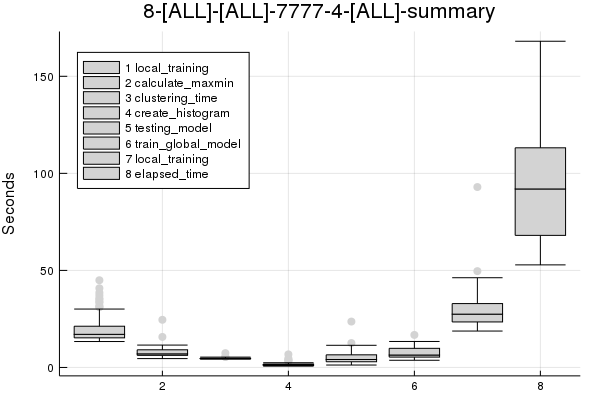 8-[ALL]-[ALL]-7777-4-[ALL]-summary
1 local_training
2 calculate_maxmin
3 clustering_time
4 create_histogram
5 testing_model
6 train_global_model
7 local_training
8 elapsed_time
Seconds
150
100
50
0
2 4 6 8